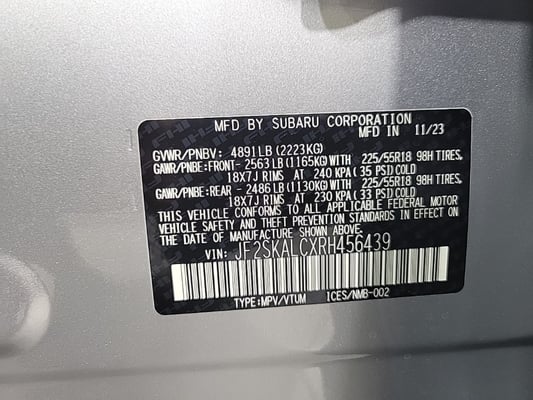 MFD BY SUBARU CORPORATION
MFD IN 11/23
GVWR/PNBV: 4891LB (2223KG)
GAWR/PNBE:FRONT-2563LB (1165KG) WITH 225/55R18 98H TIRES,
18X7J RIMS AT 240 KPA (35 PSI) COLD
GAWR/PNBE:REAR -2486LB (1130KG) WITH 225/55R18 98H TIRES,
18X7J RIMS AT 230 KPA (33 PSI) COLD
THIS VEHICLE CONFORMS TO ALL APPLICABLE FEDERAL MOTOR
VEHICLE SAFETY AND THEFT PREVENTION STANDARDS IN EFFECT ON
THE DATE OF MANUFACTURE SHOWN ABOVE.
VIN: JF2SKALCXRH456439
TYPE:MPV/VTUM ICES/NMB-002